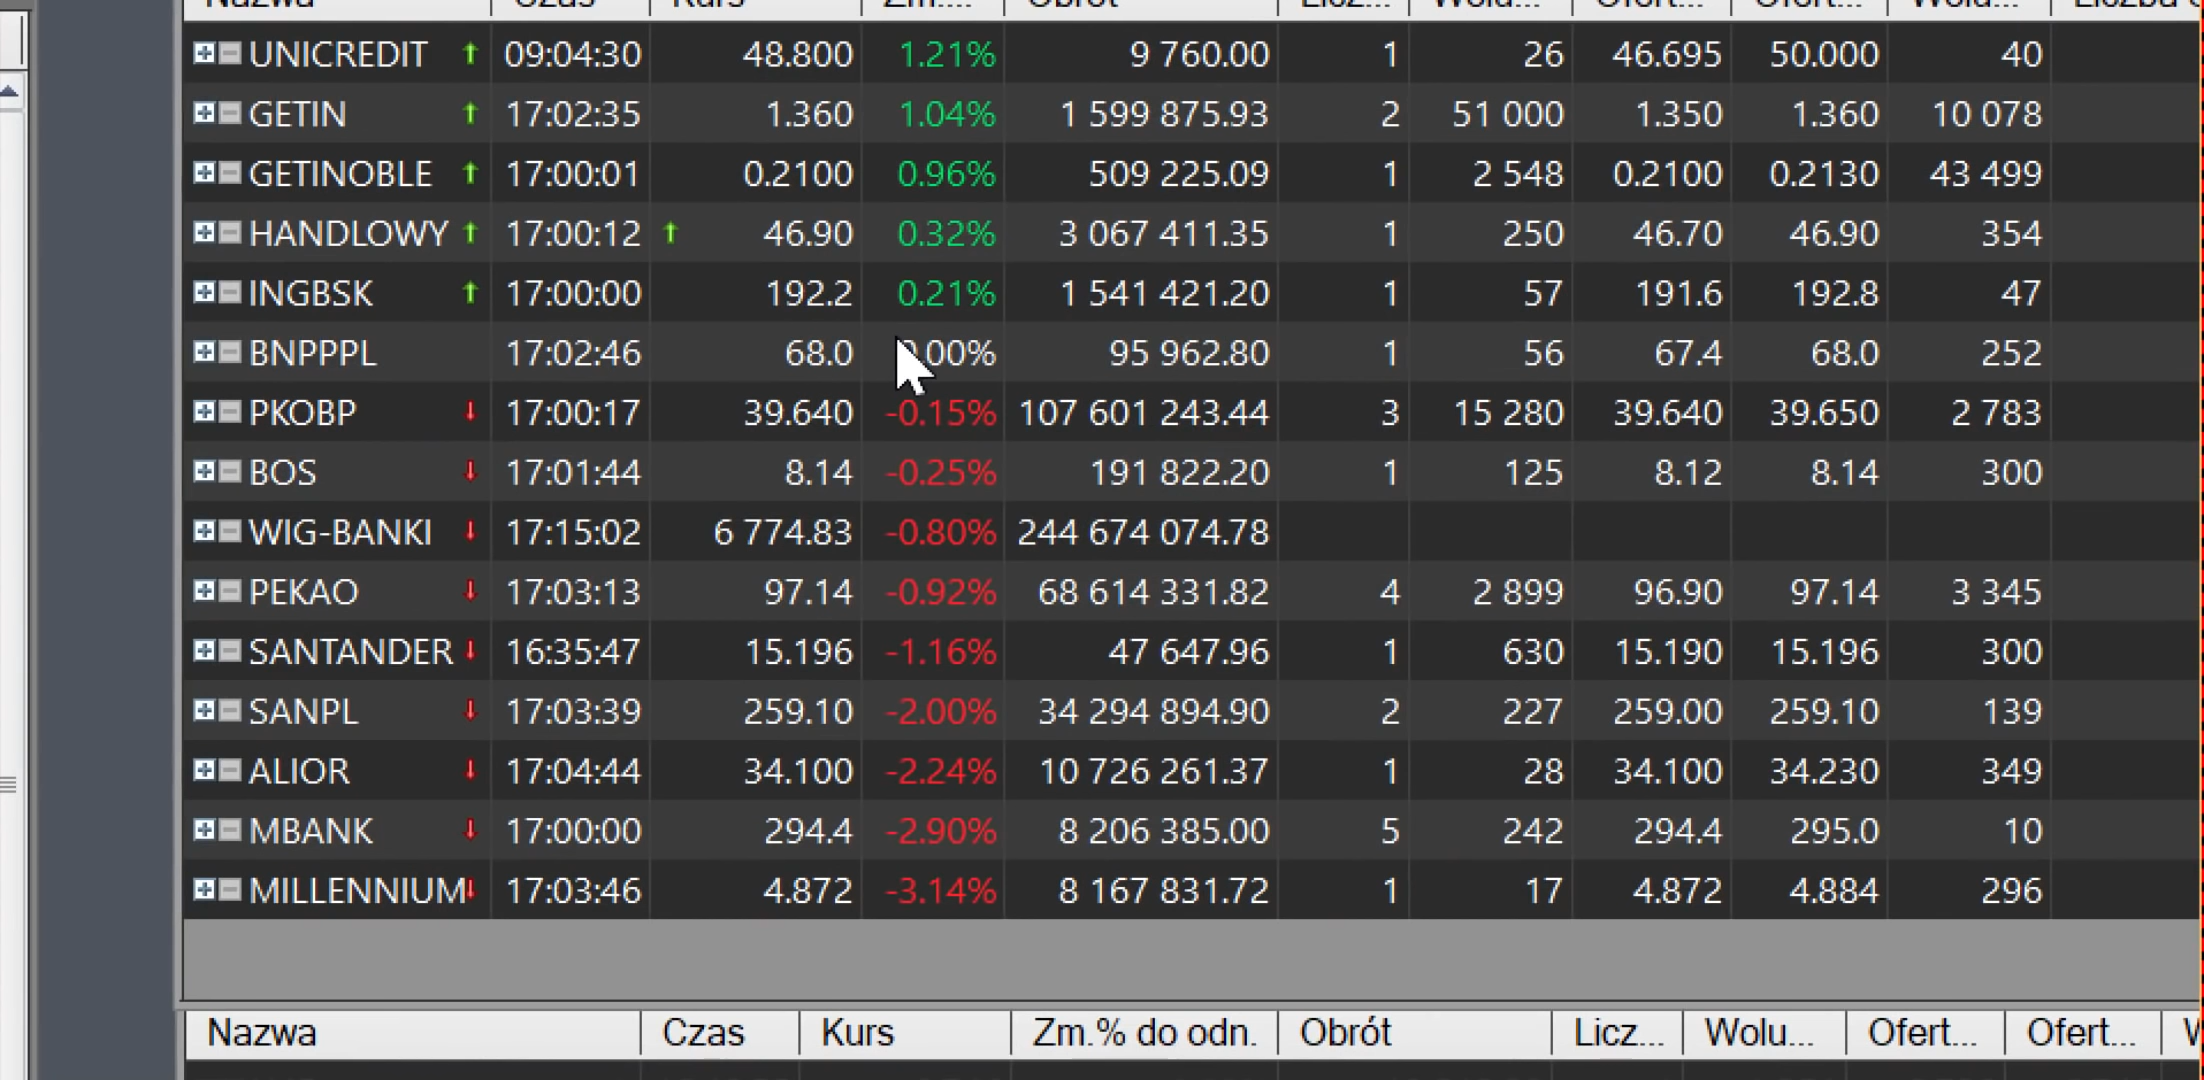 Nazwa Czas Kurs Zm.... Obrót Licz... Wolu... Ofert... Ofert... Wolu...
UNICREDIT 09:04:30 48.800 1.21% 9 760.00 1 26 46.695 50.000 40
GETIN 17:02:35 1.360 1.04% 1 599 875.93 2 51 000 1.350 1.360 10 078
GETINOBLE 17:00:01 0.2100 0.96% 509 225.09 1 2 548 0.2100 0.2130 43 499
HANDLOWY 17:00:12 46.90 0.32% 3 067 411.35 1 250 46.70 46.90 354
INGBSK 17:00:00 192.2 0.21% 1 541 421.20 1 57 191.6 192.8 47
BNPPPL 17:02:46 68.0 0.00% 95 962.80 1 56 67.4 68.0 252
PKOBP 17:00:17 39.640 -0.15% 107 601 243.44 3 15 280 39.640 39.650 2 783
BOS 17:01:44 8.14 -0.25% 191 822.20 1 125 8.12 8.14 300
WIG-BANKI 17:15:02 6 774.83 -0.80% 244 674 074.78
PEKAO 17:03:13 97.14 -0.92% 68 614 331.82 4 2 899 96.90 97.14 3 345
SANTANDER 16:35:47 15.196 -1.16% 47 647.96 1 630 15.190 15.196 300
SANPL 17:03:39 259.10 -2.00% 34 294 894.90 2 227 259.00 259.10 139
ALIOR 17:04:44 34.100 -2.24% 10 726 261.37 1 28 34.100 34.230 349
MBANK 17:00:00 294.4 -2.90% 8 206 385.00 5 242 294.4 295.0 10
MILLENNIUM 17:03:46 4.872 -3.14% 8 167 831.72 1 17 4.872 4.884 296
Nazwa Czas Kurs Zm.% do odn. Obrót Licz... Wolu... Ofert... Ofert...